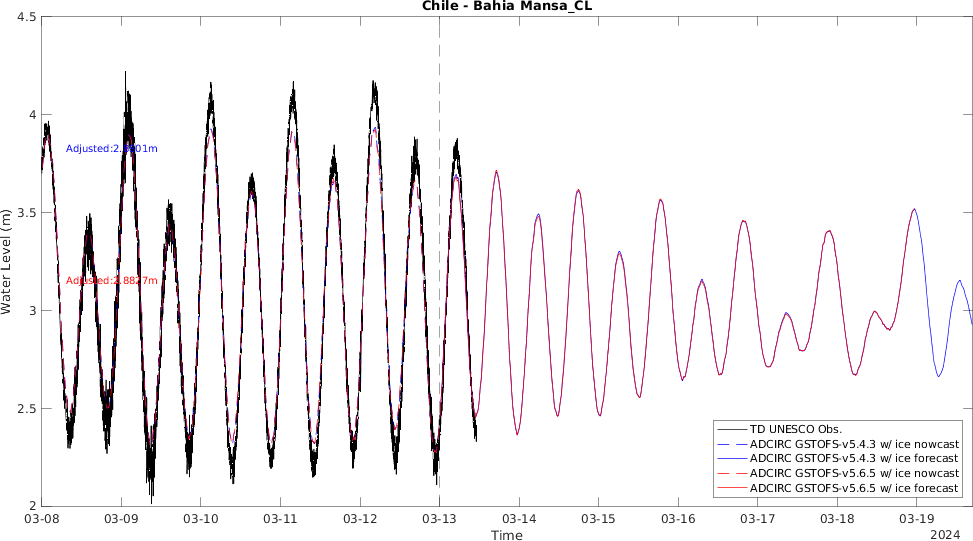 Chile - Bahia Mansa_CL
4.5
4
3.5
3
2.5
2
Water Level (m)
Adjusted:2.8827m
TD UNESCO Obs.
ADCIRC GSTOFS-v5.4.3 w/ ice nowcast
ADCIRC GSTOFS-v5.4.3 w/ ice forecast
ADCIRC GSTOFS-v5.6.5 w/ ice nowcast
ADCIRC GSTOFS-v5.6.5 w/ ice forecast
03-08 03-09 03-10 03-11 03-12 03-13 03-14 03-15 03-16 03-17 03-18 03-19
2024
Time